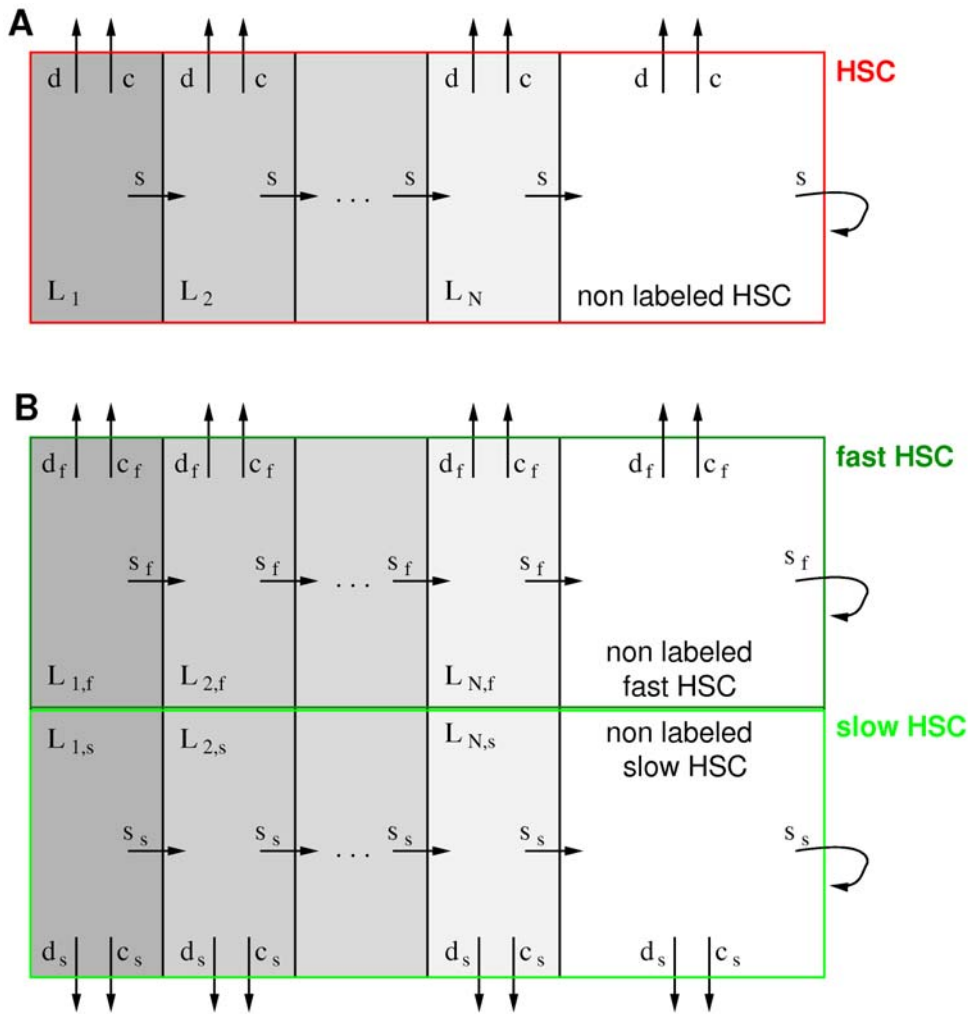 A
d c d c d c d c
HSC
s s . . . s s s
L 1 L 2 L N non labeled HSC
B
d f c f d f c f d f c f d f c f
fast HSC
s f s f . . . s f s f s f
L 1,f L 2,f L N,f non labeled
fast HSC
L 1,s L 2,s L N,s non labeled
slow HSC
slow HSC
s s s s . . . s s s s s s
d s c s d s c s d s c s d s c s